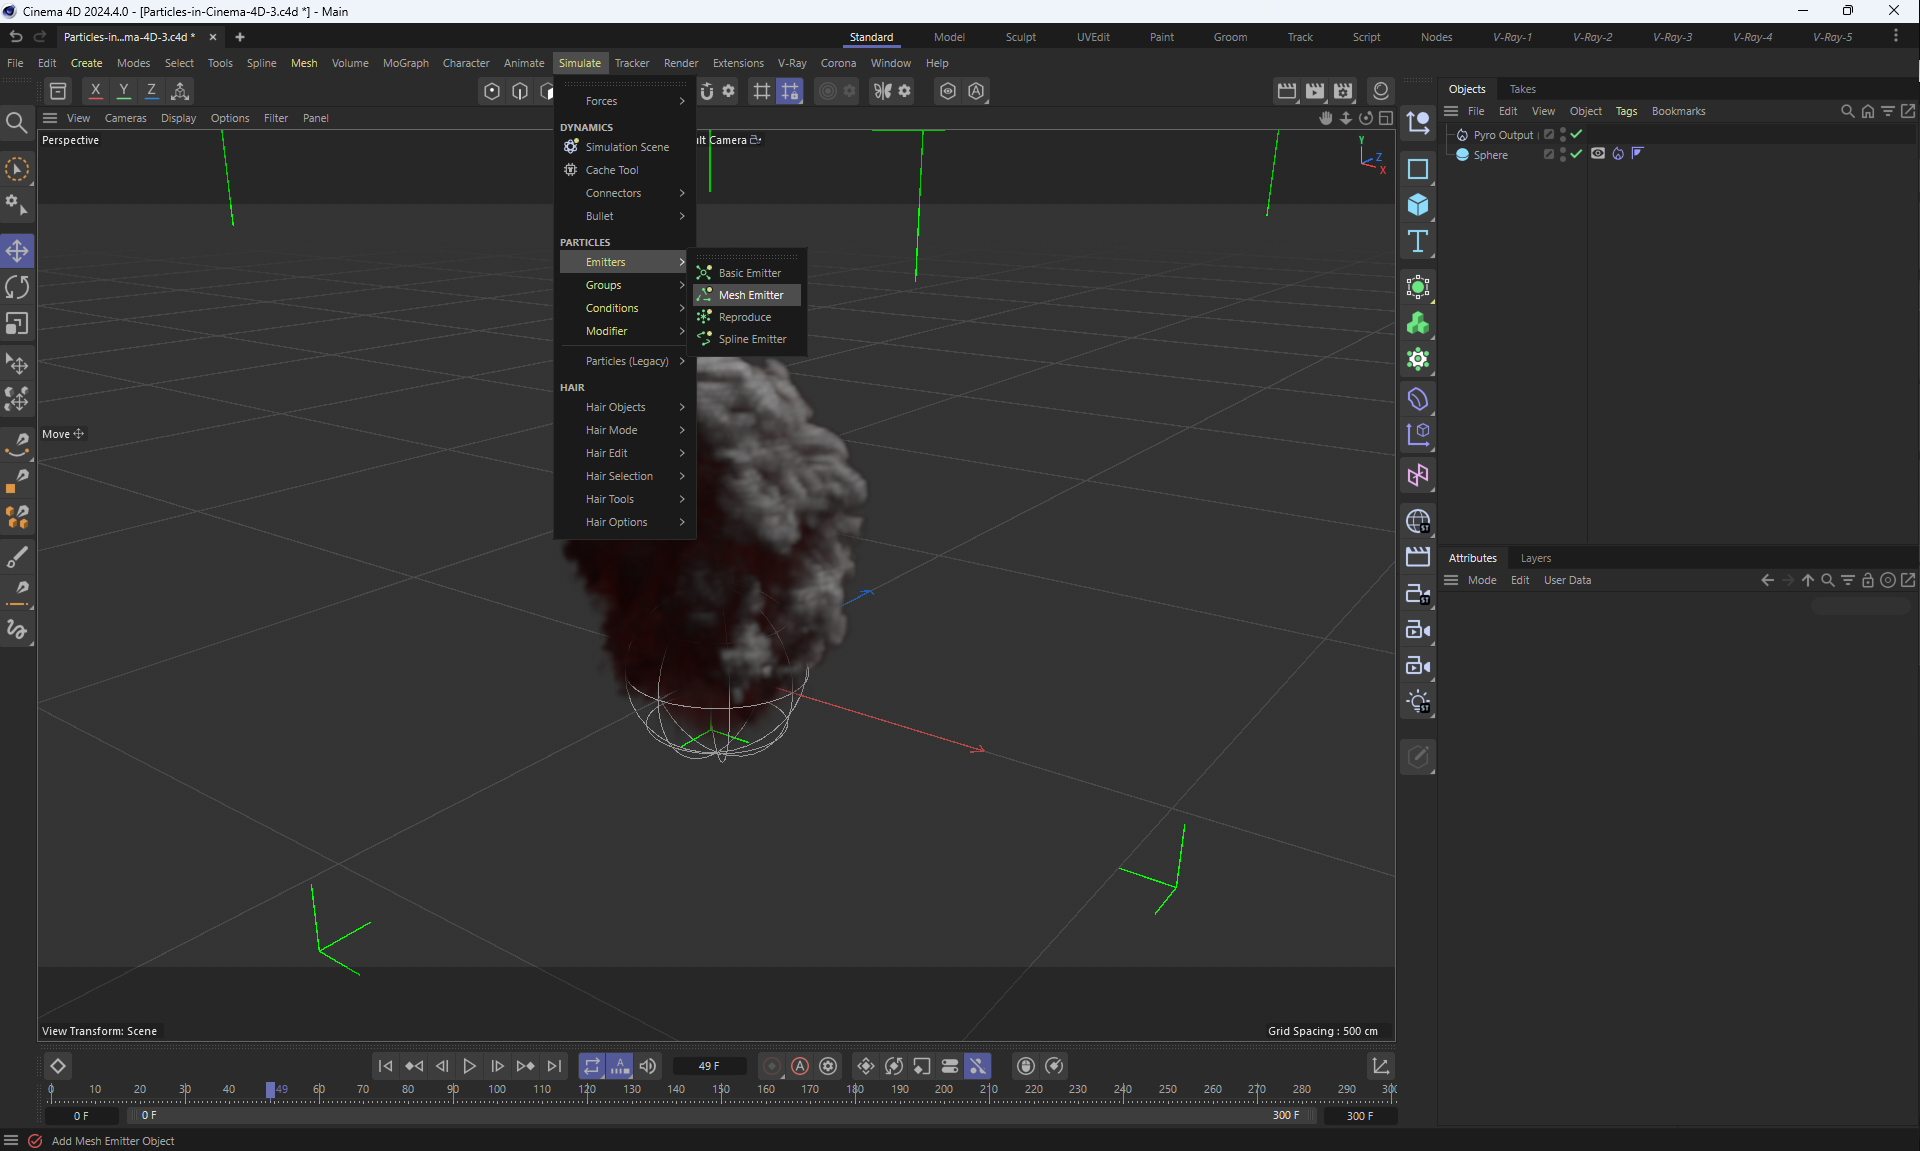 Cinema 4D 2024.4.0 - [Particles-in-Cinema-4D-3.c4d *] - Main
Particles-in...ma-4D-3.c4d *
Standard Model Sculpt UVEdit Paint Groom Track Script Nodes V-Ray-1 V-Ray-2 V-Ray-3 V-Ray-4 V-Ray-5
File Edit Create Modes Select Tools Spline Mesh Volume MoGraph Character Animate Simulate Tracker Render Extensions V-Ray Corona Window Help
X Y Z
View Cameras Display Options Filter Panel
Perspective
ult Camera
Y
Z
X
Forces
DYNAMICS
Simulation Scene
Cache Tool
Connectors
Bullet
PARTICLES
Emitters
Groups
Conditions
Modifier
Particles (Legacy)
HAIR
Hair Objects
Hair Mode
Hair Edit
Hair Selection
Hair Tools
Hair Options
Basic Emitter
Mesh Emitter
Reproduce
Spline Emitter
Move
View Transform: Scene
Grid Spacing : 500 cm
Objects Takes
File Edit View Object Tags Bookmarks
Pyro Output
Sphere
ST
ST
ST
Attributes Layers
Mode Edit User Data
A
49 F
A
0 10 20 30 40 49 60 70 80 90 100 110 120 130 140 150 160 170 180 190 200 210 220 230 240 250 260 270 280 290 300
0 F 0 F 300 F 300 F
Add Mesh Emitter Object